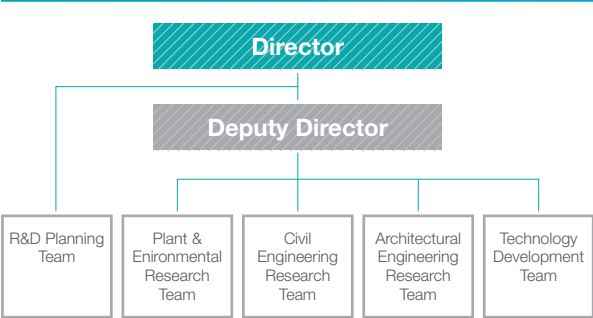 Director
Deputy Director
R&D Planning
Team
Plant &
Enironmental
Research
Team
Civil
Engineering
Research
Team
Architectural
Engineering
Research
Team
Technology
Development
Team